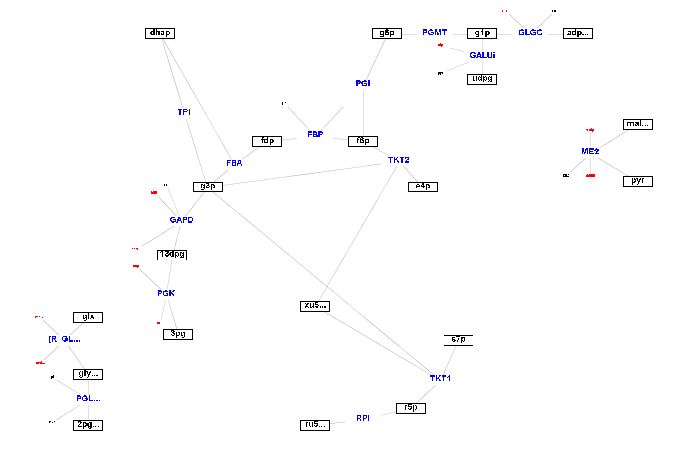 dhap
g6p
PGMT
g1p
GLGC
adp...
GALUi
udpg
PGI
TPI
FBP
fdp
f6p
mal...
ME2
TKT2
FBA
g3p
e4p
pyr
GAPD
13dpg
PGK
xu5...
glx
3pg
[R_GL...
s7p
gly...
TKT1
PGL...
r5p
RPI
2pg...
ru5...